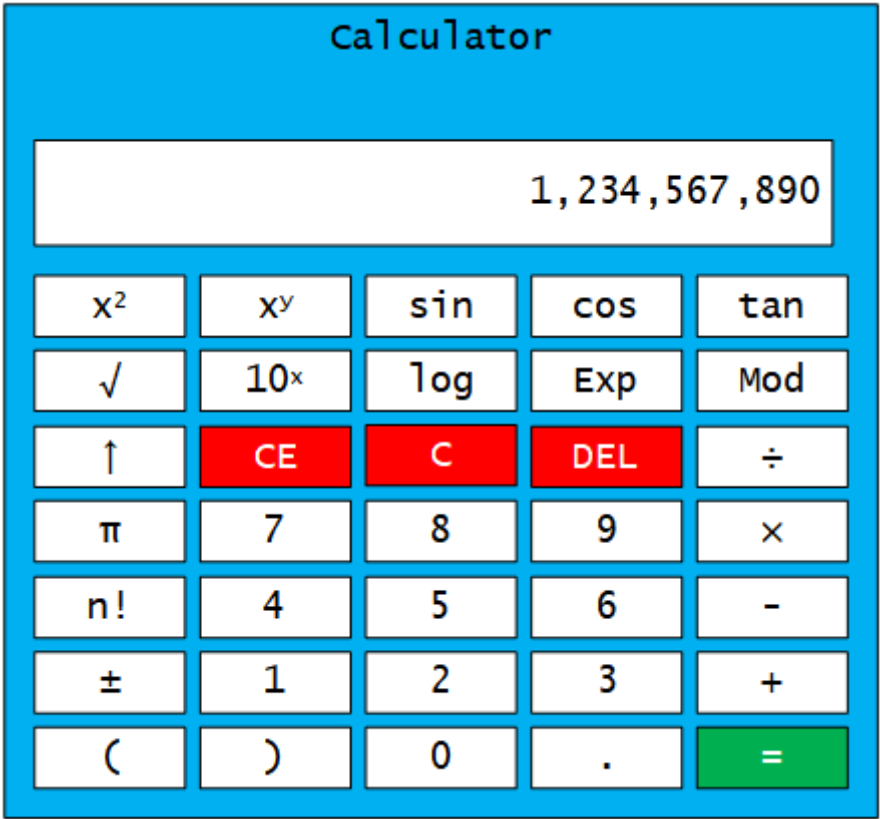 Calculator
1,234,567,890
x² xʸ sin cos tan
√ 10ˣ log Exp Mod
↑ CE C DEL ÷
π 7 8 9 ×
n! 4 5 6 -
± 1 2 3 +
( ) 0 . =